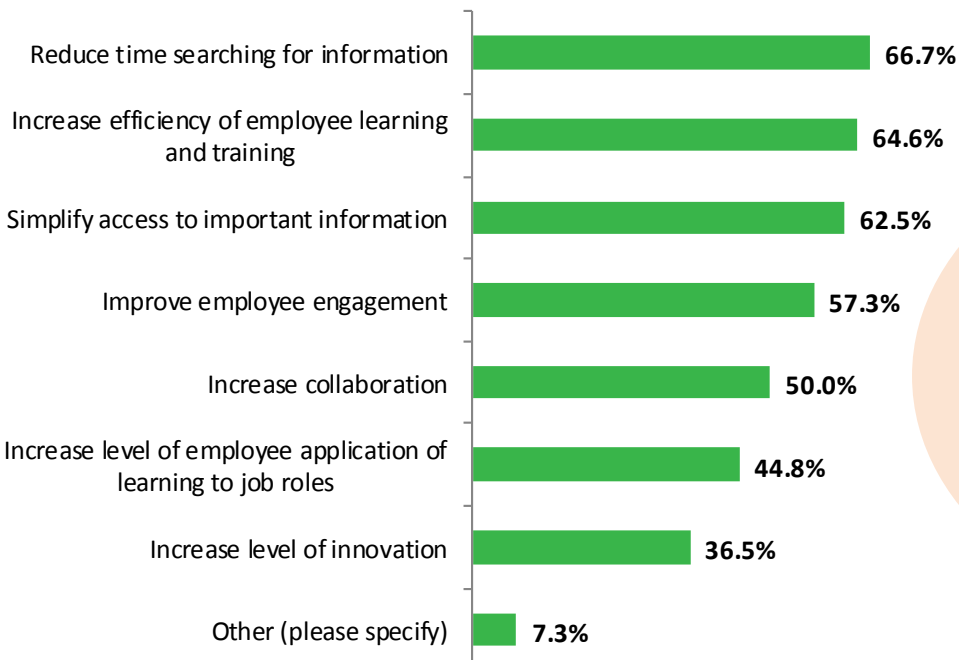 Reduce time searching for information
66.7%
Increase efficiency of employee learning
and training
64.6%
Simplify access to important information
62.5%
Improve employee engagement
57.3%
Increase collaboration
50.0%
Increase level of employee application of
learning to job roles
44.8%
Increase level of innovation
36.5%
Other (please specify)
7.3%